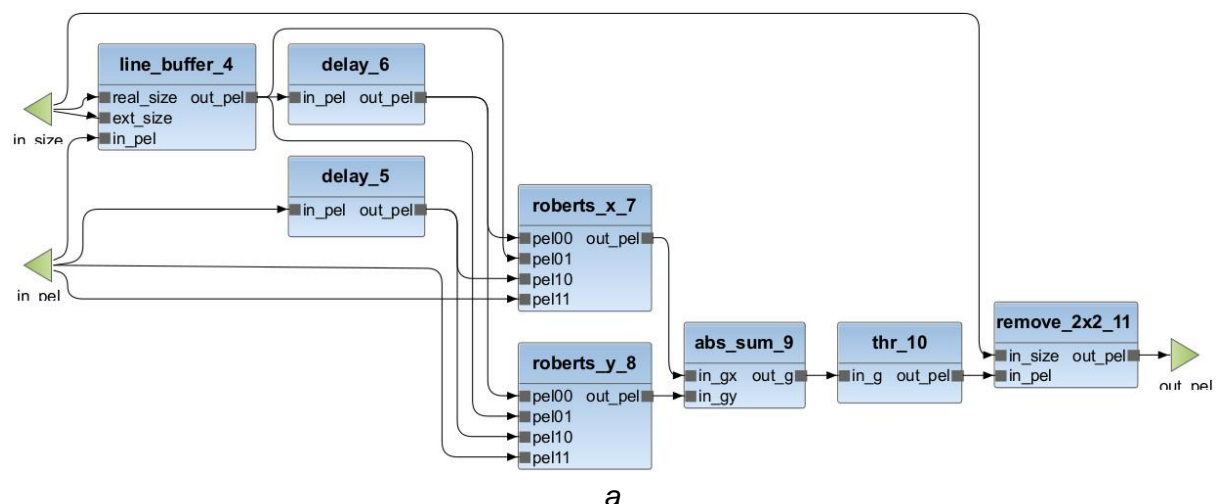 line_buffer_4
real_size out_pel
ext_size
in_pel
delay_6
in_pel out_pel
in_size
delay_5
in_pel out_pel
in_pel
roberts_x_7
pel00 out_pel
pel01
pel10
pel11
roberts_y_8
pel00 out_pel
pel01
pel10
pel11
abs_sum_9
in_gx out_g
in_gy
thr_10
in_g out_pel
remove_2x2_11
in_size out_pel
in_pel
out_pel
a